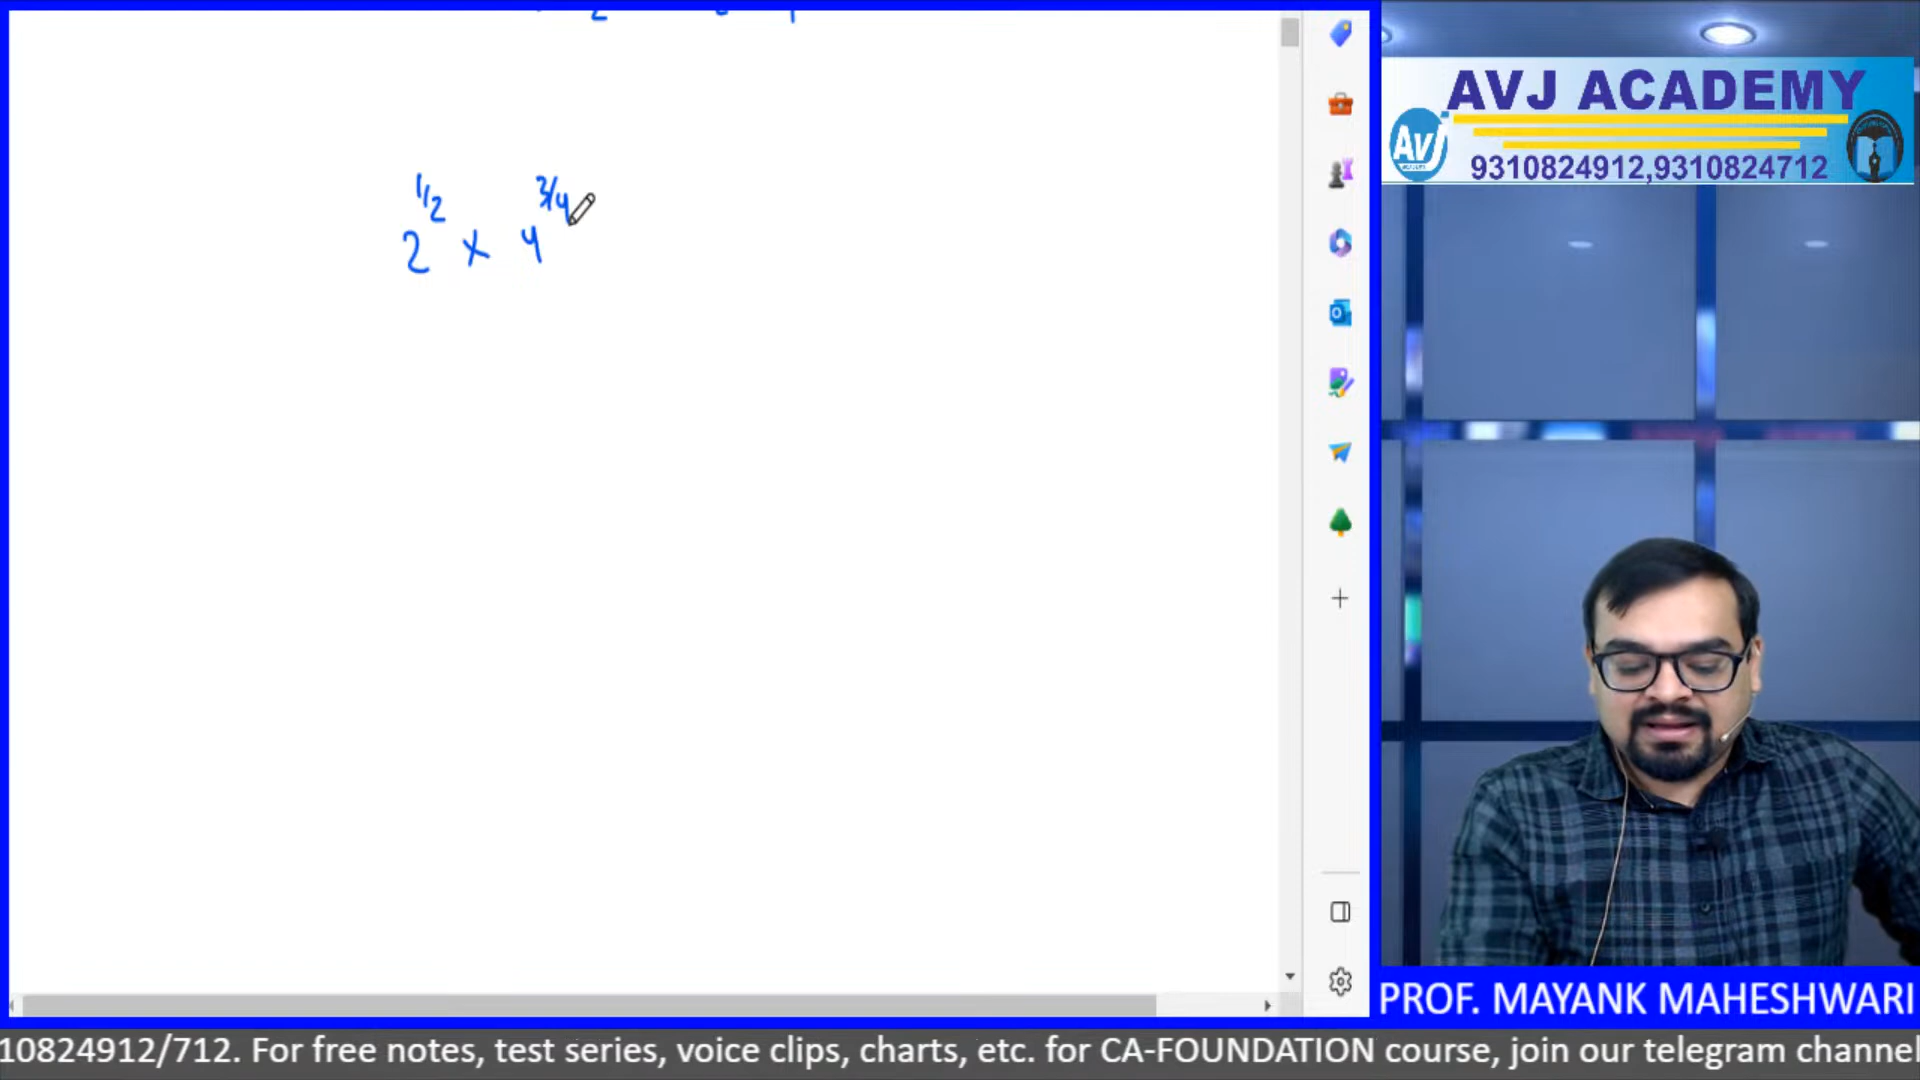 AVJ ACADEMY
AVJ
9310824912,9310824712
2^1/2 x 4^3/4
PROF. MAYANK MAHESHWARI
10824912/712. For free notes, test series, voice clips, charts, etc. for CA-FOUNDATION course, join our telegram channel